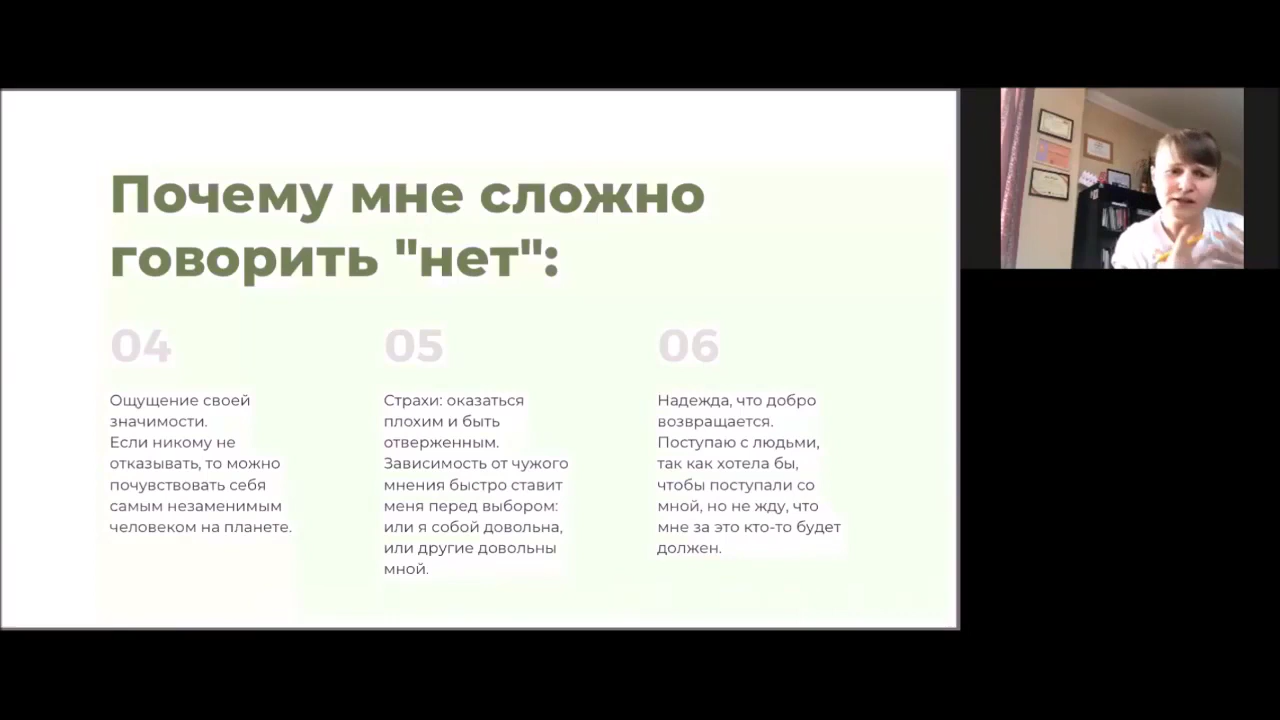 Почему мне сложно
говорить "нет":
04
Ощущение своей
значимости.
Если никому не
отказывать, то можно
почувствовать себя
самым незаменимым
человеком на планете.
05
Страхи: оказаться
плохим и быть
отверженным.
Зависимость от чужого
мнения быстро ставит
меня перед выбором:
или я собой довольна,
или другие довольны
мной.
06
Надежда, что добро
возвращается.
Поступаю с людьми,
так как хотела бы,
чтобы поступали со
мной, но не жду, что
мне за это кто-то будет
должен.